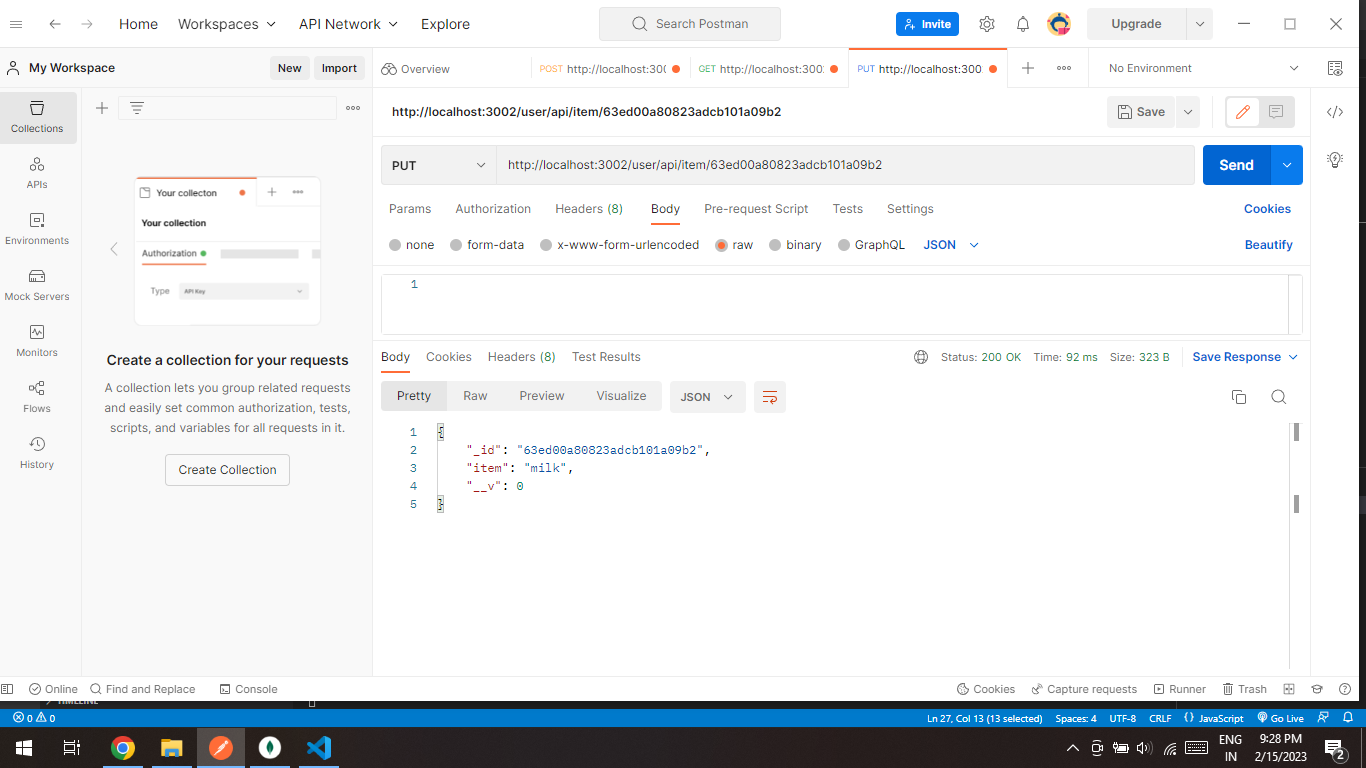 Home Workspaces API Network Explore Search Postman Invite Upgrade
My Workspace New Import Overview POST http://localhost:300 GET http://localhost:300 PUT http://localhost:300 No Environment
Collections
APIs
Environments
Mock Servers
Monitors
Flows
History
Your collecton
Your collection
Authorization
Type API Key
Create a collection for your requests
A collection lets you group related requests
and easily set common authorization, tests,
scripts, and variables for all requests in it.
Create Collection
http://localhost:3002/user/api/item/63ed00a80823adcb101a09b2 Save
PUT http://localhost:3002/user/api/item/63ed00a80823adcb101a09b2 Send
Params Authorization Headers (8) Body Pre-request Script Tests Settings Cookies
none form-data x-www-form-urlencoded raw binary GraphQL JSON Beautify
1
Body Cookies Headers (8) Test Results Status: 200 OK Time: 92 ms Size: 323 B Save Response
Pretty Raw Preview Visualize JSON
1 {
2 "_id": "63ed00a80823adcb101a09b2",
3 "item": "milk",
4 "__v": 0
5 }
Online Find and Replace Console Cookies Capture requests Runner Trash
TIMELINE
0 0 Ln 27, Col 13 (13 selected) Spaces: 4 UTF-8 CRLF {} JavaScript Go Live
ENG 9:28 PM
IN 2/15/2023 2